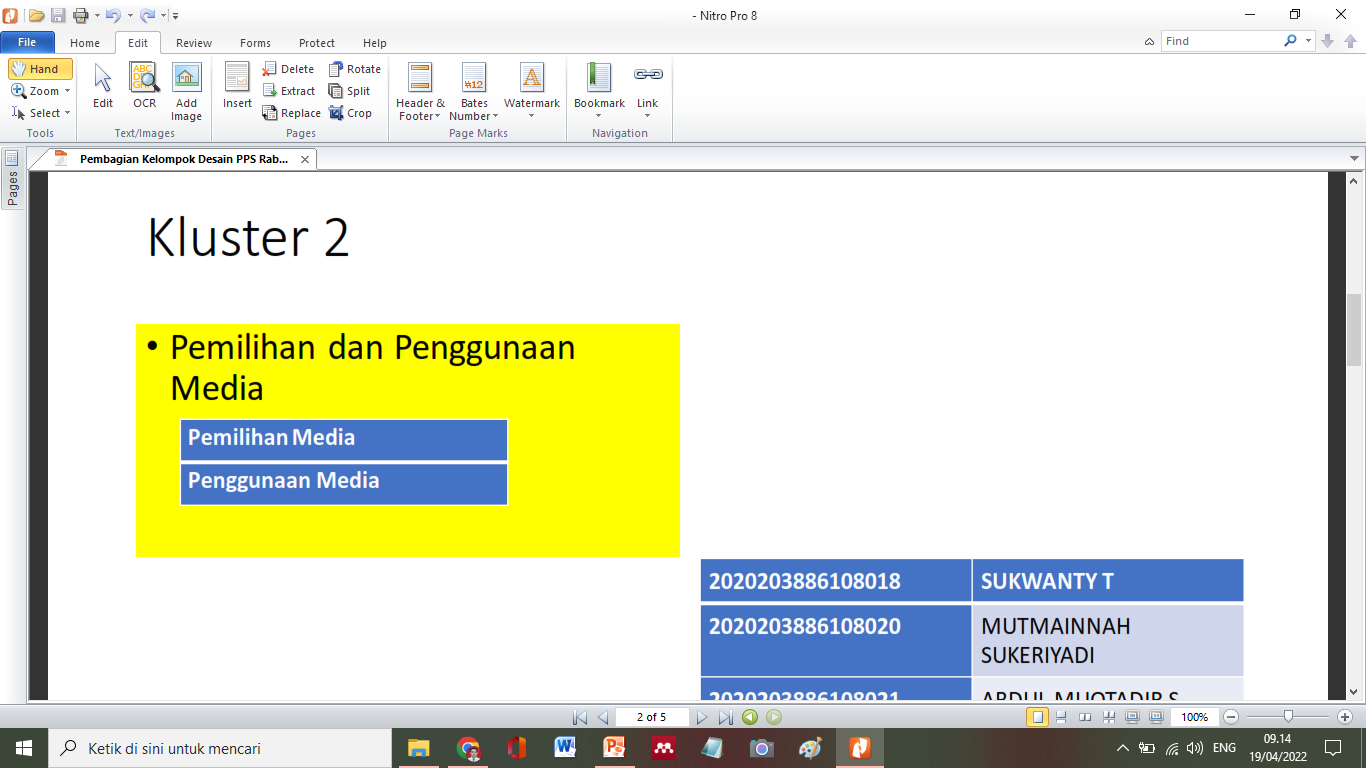 - Nitro Pro 8
File Home Edit Review Forms Protect Help
Find
Hand
Zoom
Select
Tools
Edit
OCR
Add Image
Text/Images
Insert
Delete
Extract
Replace
Rotate
Split
Crop
Pages
Header & Footer
Bates Number
Watermark
Page Marks
Bookmark
Link
Navigation
Pembagian Kelompok Desain PPS Rab...
Pages
Kluster 2
• Pemilihan dan Penggunaan
Media
Pemilihan Media
Penggunaan Media
2020203886108018 SUKWANTY T
2020203886108020 MUTMAINNAH
SUKERIYADI
2020203886108021 ABDUL MUQTADIR S
2 of 5
100%
Ketik di sini untuk mencari
ENG
09.14
19/04/2022